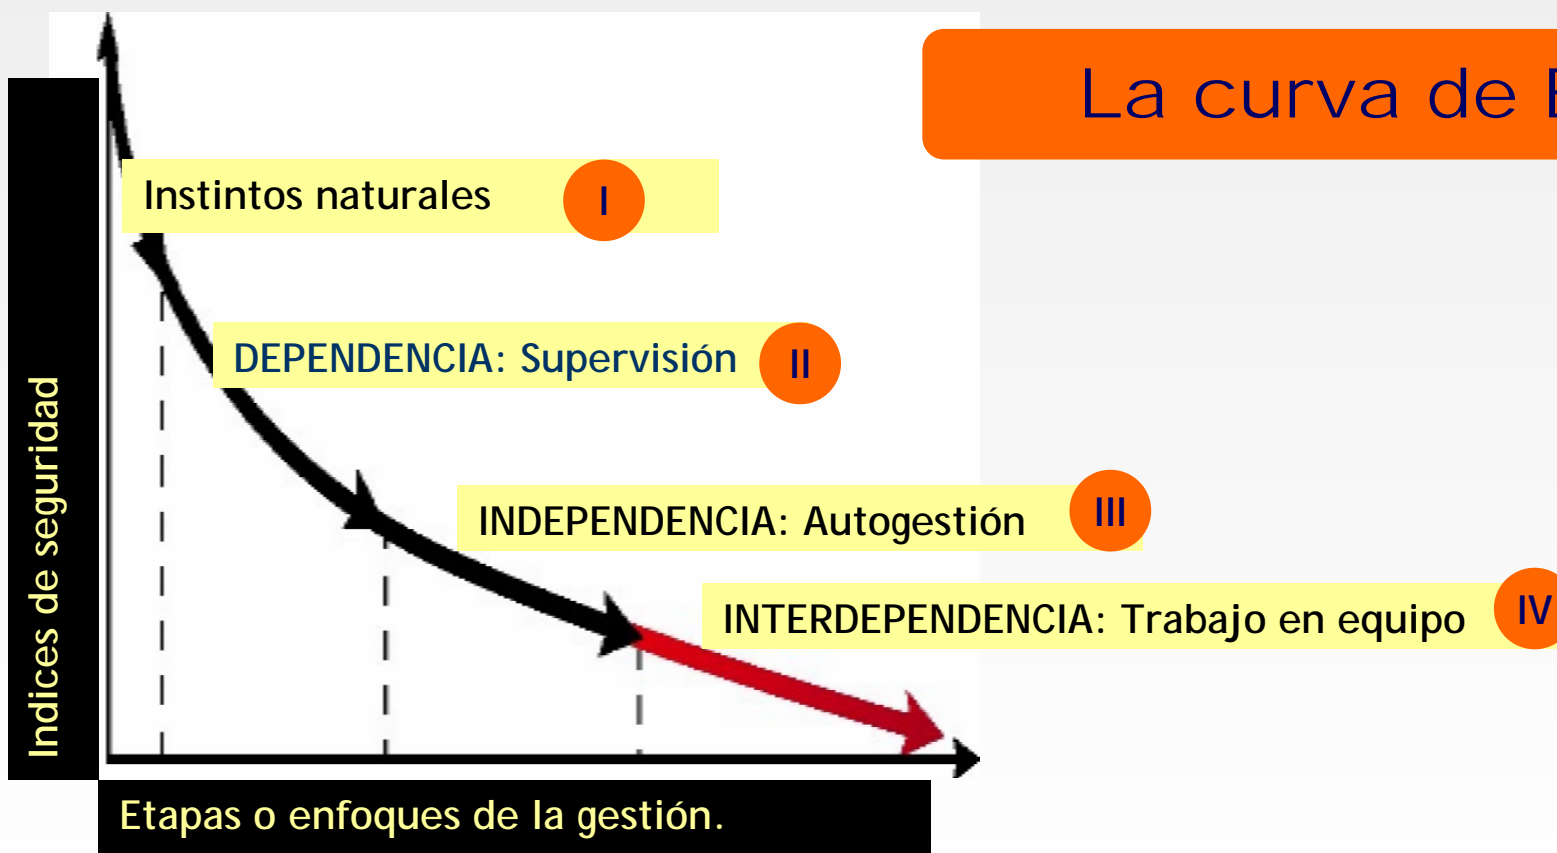 La curva de
Instintos naturales
I
DEPENDENCIA: Supervisión
II
INDEPENDENCIA: Autogestión
III
INTERDEPENDENCIA: Trabajo en equipo
IV
Indices de seguridad
Etapas o enfoques de la gestión.